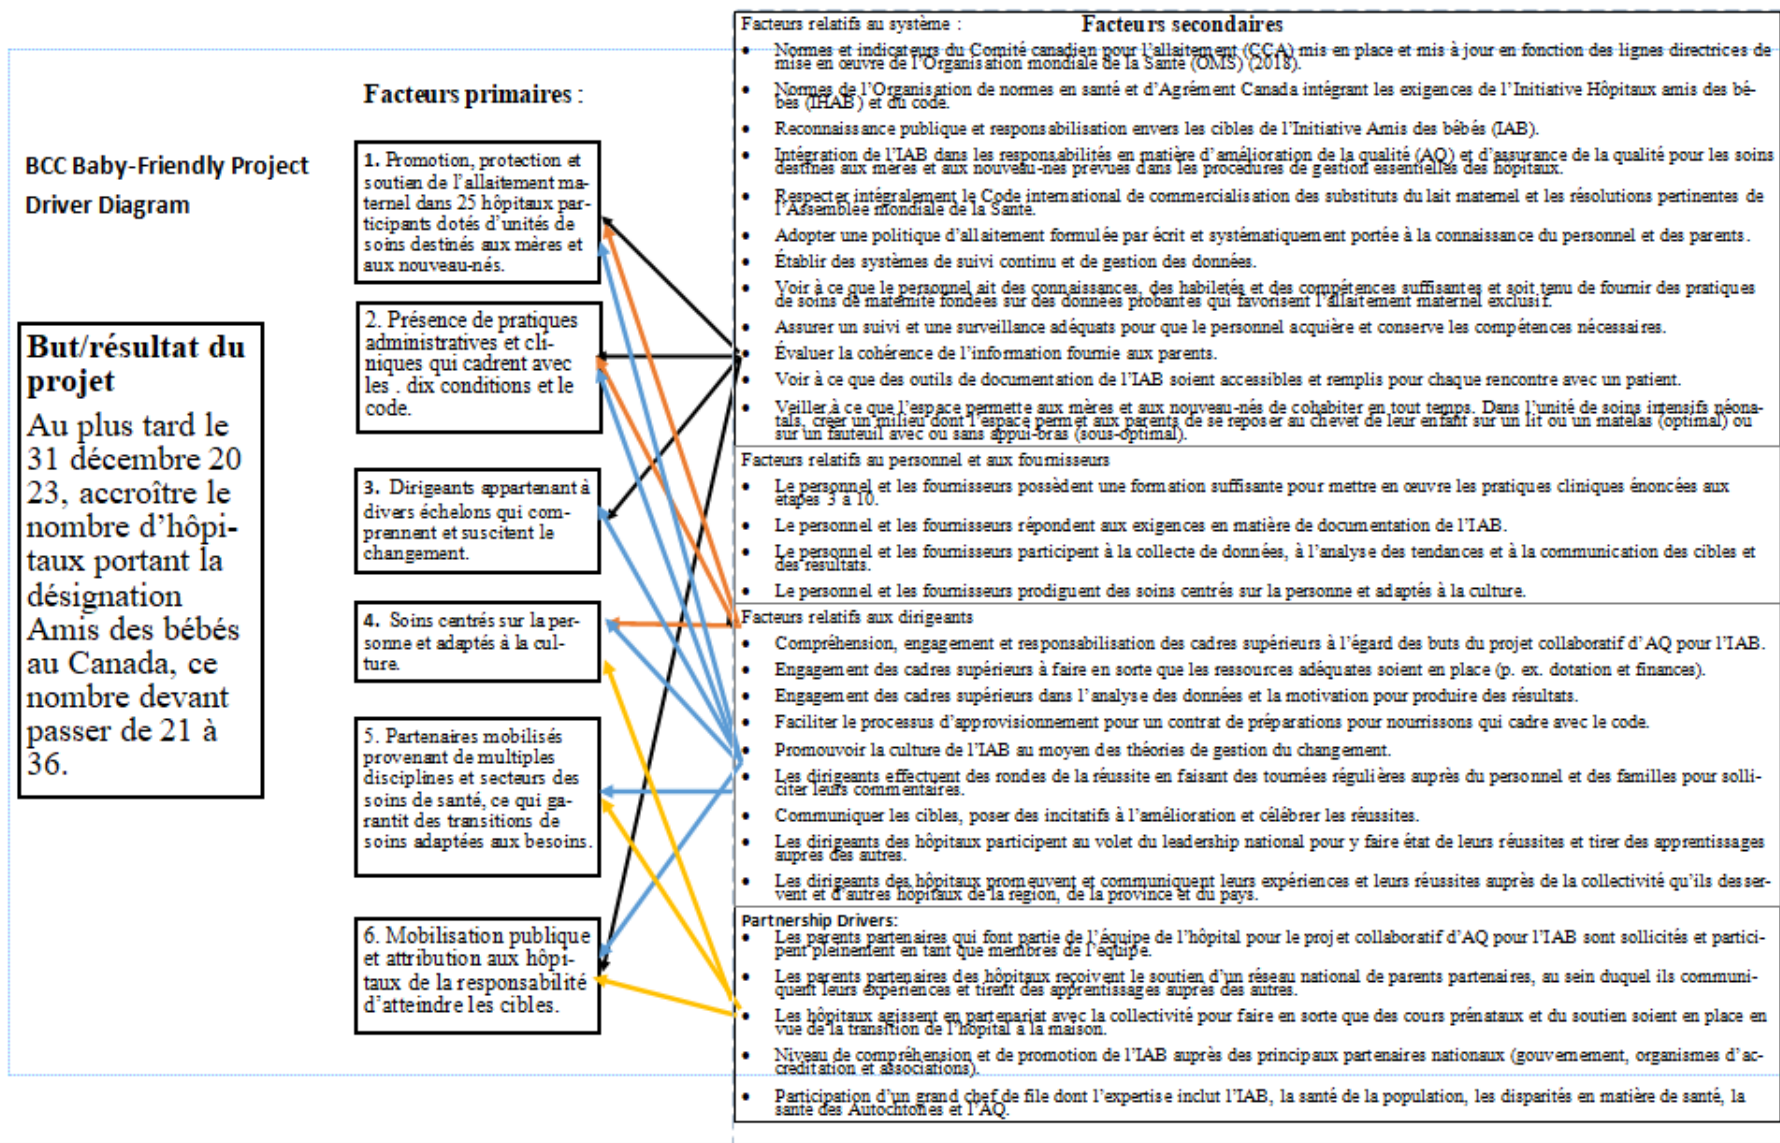 BCC Baby-Friendly Project
Driver Diagram
But/résultat du
projet
Au plus tard le
31 décembre 20
23, accroître le
nombre d'hôpi-
taux portant la
désignation
Amis des bébés
au Canada, ce
nombre devant
passer de 21 à
36.
Facteurs primaires :
1. Promotion, protection et
soutien de l'allaitement ma-
ternel dans 25 hôpitaux par-
ticipants dotés d'unités de
soins destinés aux mères et
aux nouveau-nés.
2. Présence de pratiques
administratives et cli-
niques qui cadrent avec
les . dix conditions et le
code.
3. Dirigeants appartenant à
divers échelons qui com-
prennent et suscitent le
changement.
4. Soins centrés sur la per-
sonne et adaptés à la cul-
ture.
5. Partenaires mobilisés
provenant de multiples
disciplines et secteurs des
soins de santé, ce qui ga-
rantit des transitions de
soins adaptées aux besoins.
6. Mobilisation publique
et attribution aux hôpi-
taux de la responsabilité
d'atteindre les cibles.
Facteurs relatifs au système : Facteurs secondaires
• Normes et indicateurs du Comité canadien pour l'allaitement (CCA) mis en place et mis à jour en fonction des lignes directrices de
mise en œuvre de l'Organisation mondiale de la Santé (OMS) (2018).
• Normes de l'Organisation de normes en santé et d'Agrément Canada intégrant les exigences de l'Initiative Hôpitaux amis des bé-
bés (IHAB) et du code.
• Reconnaissance publique et responsabilisation envers les cibles de l'Initiative Amis des bébés (IAB).
• Intégration de l'IAB dans les responsabilités en matière d'amélioration de la qualité (AQ) et d'assurance de la qualité pour les soins
destinés aux mères et aux nouveau-nés prévues dans les procédures de gestion essentielles des hôpitaux.
• Respecter intégralement le Code international de commercialisation des substituts du lait maternel et les résolutions pertinentes de
l'Assemblée mondiale de la Santé.
• Adopter une politique d'allaitement formulée par écrit et systématiquement portée à la connaissance du personnel et des parents.
• Établir des systèmes de suivi continu et de gestion des données.
• Voir à ce que le personnel ait des connaissances, des habiletés et des compétences suffisantes et soit tenu de fournir des pratiques
de soins de maternité fondées sur des données probantes qui favorisent l'allaitement maternel exclusif.
• Assurer un suivi et une surveillance adéquats pour que le personnel acquière et conserve les compétences nécessaires.
• Évaluer la cohérence de l'information fournie aux parents.
• Voir à ce que des outils de documentation de l'IAB soient accessibles et remplis pour chaque rencontre avec un patient.
• Veiller à ce que l'espace permette aux mères et aux nouveau-nés de cohabiter en tout temps. Dans l'unité de soins intensifs néona-
tals, créer un milieu dont l'espace permet aux parents de se reposer au chevet de leur enfant sur un lit ou un matelas (optimal) ou
sur un fauteuil avec ou sans appui-bras (sous-optimal).
Facteurs relatifs au personnel et aux fournisseurs
• Le personnel et les fournisseurs possèdent une formation suffisante pour mettre en œuvre les pratiques cliniques énoncées aux
étapes 3 à 10.
• Le personnel et les fournisseurs répondent aux exigences en matière de documentation de l'IAB.
• Le personnel et les fournisseurs participent à la collecte de données, à l'analyse des tendances et à la communication des cibles et
des résultats.
• Le personnel et les fournisseurs prodiguent des soins centrés sur la personne et adaptés à la culture.
Facteurs relatifs aux dirigeants
• Compréhension, engagement et responsabilisation des cadres supérieurs à l'égard des buts du projet collaboratif d'AQ pour l'IAB.
• Engagement des cadres supérieurs à faire en sorte que les ressources adéquates soient en place (p. ex. dotation et finances).
• Engagement des cadres supérieurs dans l'analyse des données et la motivation pour produire des résultats.
• Faciliter le processus d'approvisionnement pour un contrat de préparations pour nourrissons qui cadre avec le code.
• Promouvoir la culture de l'IAB au moyen des théories de gestion du changement.
• Les dirigeants effectuent des rondes de la réussite en faisant des tournées régulières auprès du personnel et des familles pour solli-
citer leurs commentaires.
• Communiquer les cibles, poser des incitatifs à l'amélioration et célébrer les réussites.
• Les dirigeants des hôpitaux participent au volet du leadership national pour y faire état de leurs réussites et tirer des apprentissages
auprès des autres.
• Les dirigeants des hôpitaux promeuvent et communiquent leurs expériences et leurs réussites auprès de la collectivité qu'ils desser-
vent et d'autres hôpitaux de la région, de la province et du pays.
Partnership Drivers:
• Les parents partenaires qui font partie de l'équipe de l'hôpital pour le projet collaboratif d'AQ pour l'IAB sont sollicités et partici-
pent pleinement en tant que membres de l'équipe.
• Les parents partenaires des hôpitaux reçoivent le soutien d'un réseau national de parents partenaires, au sein duquel ils communi-
quent leurs expériences et tirent des apprentissages auprès des autres.
• Les hôpitaux agissent en partenariat avec la collectivité pour faire en sorte que des cours prénataux et du soutien soient en place en
vue de la transition de l'hôpital à la maison.
• Niveau de compréhension et de promotion de l'IAB auprès des principaux partenaires nationaux (gouvernement, organismes d'ac-
créditation et associations).
• Participation d'un grand chef de file dont l'expertise inclut l'IAB, la santé de la population, les disparités en matière de santé, la
santé des Autochtones et l'AQ.